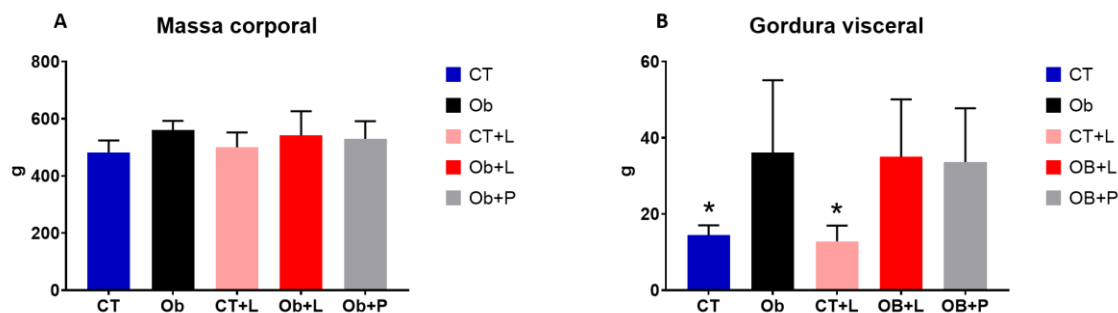 A
Massa corporal
g
800
600
400
200
0
CT
Ob
CT+L
Ob+L
Ob+P
CT
Ob
CT+L
Ob+L
Ob+P
B
Gordura visceral
g
60
40
20
0
*
*
CT
Ob
CT+L
OB+L
OB+P
CT
Ob
CT+L
OB+L
OB+P